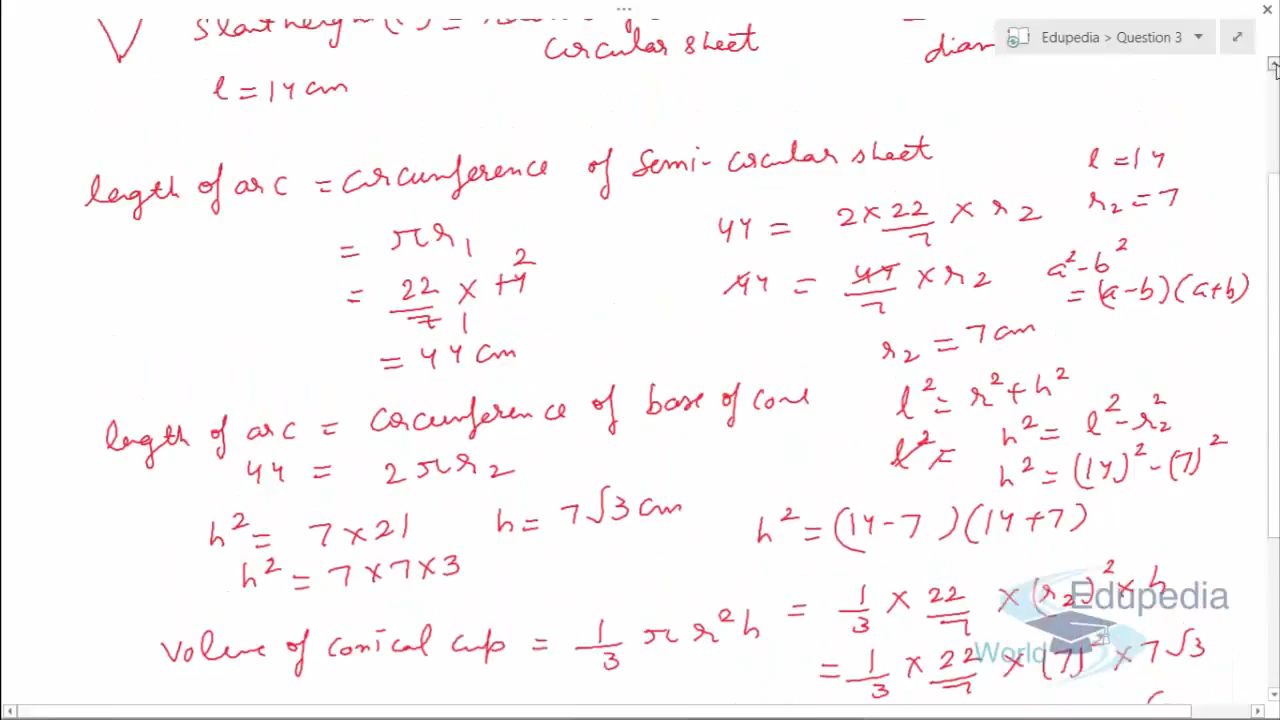 Edupedia > Question 3
Slant height (l) =
circular sheet
l = 14 cm
length of arc = circumference of Semi-circular sheet
= πr₁
= 22/7 × 14 2
1
= 44 cm
length of arc = circumference of base of cone
44 = 2πr₂
h² = 7×21
h² = 7×7×3
h = 7√3 cm
44 = 2×22/7 × r₂
44 = 44/7 × r₂
r₂ = 7cm
l = 14
r₂ = 7
a²-b²
= (a-b)(a+b)
l² = r²+h²
l² =
h² = l²-r₂²
h² = (14)²-(7)²
h² = (14-7)(14+7)
volume of conical cup = 1/3 πr²h = 1/3 × 22/7 × (r₂)² × h
= 1/3 × 22/7 × (7)² × 7√3
Edupedia
World